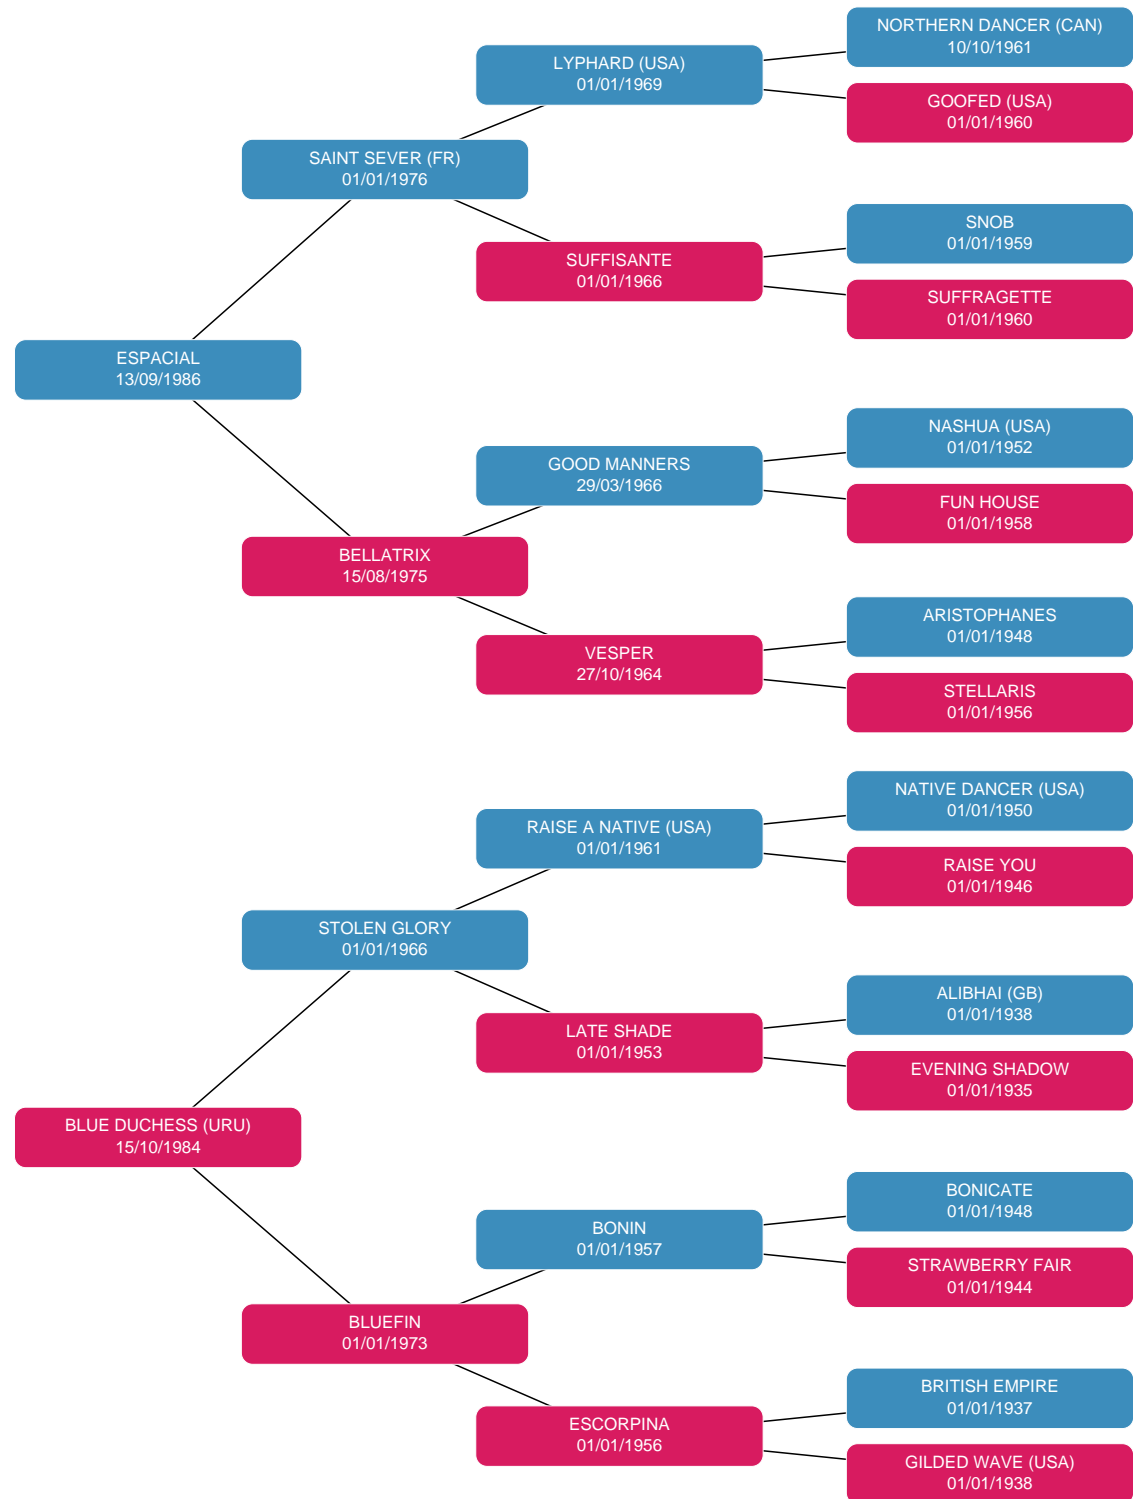 NORTHERN DANCER (CAN)
10/10/1961
LYPHARD (USA)
01/01/1969
GOOFED (USA)
01/01/1960
SAINT SEVER (FR)
01/01/1976
SNOB
01/01/1959
SUFFISANTE
01/01/1966
SUFFRAGETTE
01/01/1960
ESPACIAL
13/09/1986
NASHUA (USA)
01/01/1952
GOOD MANNERS
29/03/1966
FUN HOUSE
01/01/1958
BELLATRIX
15/08/1975
ARISTOPHANES
01/01/1948
VESPER
27/10/1964
STELLARIS
01/01/1956
NATIVE DANCER (USA)
01/01/1950
RAISE A NATIVE (USA)
01/01/1961
RAISE YOU
01/01/1946
STOLEN GLORY
01/01/1966
ALIBHAI (GB)
01/01/1938
LATE SHADE
01/01/1953
EVENING SHADOW
01/01/1935
BLUE DUCHESS (URU)
15/10/1984
BONICATE
01/01/1948
BONIN
01/01/1957
STRAWBERRY FAIR
01/01/1944
BLUEFIN
01/01/1973
BRITISH EMPIRE
01/01/1937
ESCORPINA
01/01/1956
GILDED WAVE (USA)
01/01/1938